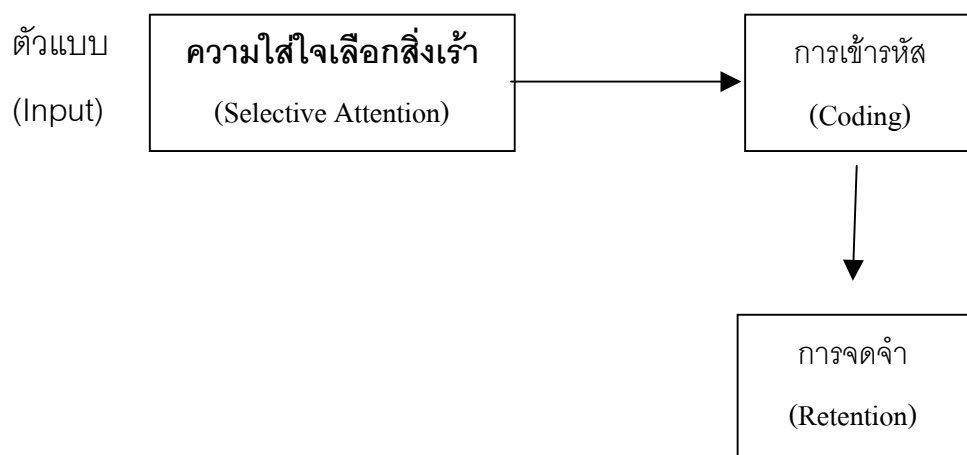 ตัวแบบ
(Input)
ความใส่ใจเลือกสิ่งเร้า
(Selective Attention)
การเข้ารหัส
(Coding)
การจดจำ
(Retention)